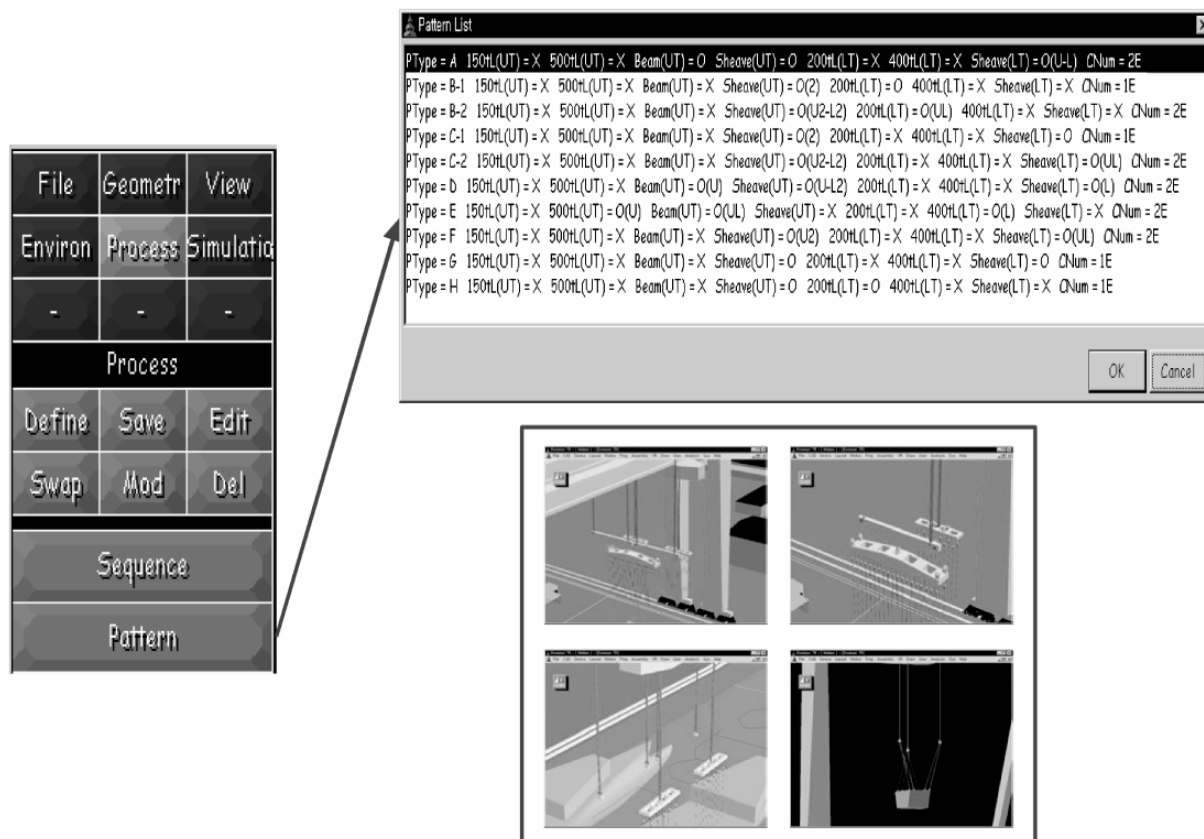 Pattern List
PType = A 150tL(UT) = X 500tL(UT) = X Beam(UT) = O Sheave(UT) = O 200tL(LT) = X 400tL(LT) = X Sheave(LT) = O(U-L) CNum = 2E
PType = B-1 150tL(UT) = X 500tL(UT) = X Beam(UT) = X Sheave(UT) = O(2) 200tL(LT) = O 400tL(LT) = X Sheave(LT) = X CNum = 1E
PType = B-2 150tL(UT) = X 500tL(UT) = X Beam(UT) = X Sheave(UT) = O(U2-L2) 200tL(LT) = O(UL) 400tL(LT) = X Sheave(LT) = X CNum = 2E
PType = C-1 150tL(UT) = X 500tL(UT) = X Beam(UT) = X Sheave(UT) = O(2) 200tL(LT) = X 400tL(LT) = X Sheave(LT) = O CNum = 1E
PType = C-2 150tL(UT) = X 500tL(UT) = X Beam(UT) = X Sheave(UT) = O(U2-L2) 200tL(LT) = X 400tL(LT) = X Sheave(LT) = O(UL) CNum = 2E
PType = D 150tL(UT) = X 500tL(UT) = X Beam(UT) = O(U) Sheave(UT) = O(U-L2) 200tL(LT) = X 400tL(LT) = X Sheave(LT) = O(L) CNum = 2E
PType = E 150tL(UT) = X 500tL(UT) = O(U) Beam(UT) = O(UL) Sheave(UT) = X 200tL(LT) = X 400tL(LT) = O(L) Sheave(LT) = X CNum = 2E
PType = F 150tL(UT) = X 500tL(UT) = X Beam(UT) = X Sheave(UT) = O(U2) 200tL(LT) = X 400tL(LT) = X Sheave(LT) = O(UL) CNum = 2E
PType = G 150tL(UT) = X 500tL(UT) = X Beam(UT) = X Sheave(UT) = O 200tL(LT) = X 400tL(LT) = X Sheave(LT) = O CNum = 1E
PType = H 150tL(UT) = X 500tL(UT) = X Beam(UT) = X Sheave(UT) = O 200tL(LT) = O 400tL(LT) = X Sheave(LT) = X CNum = 1E
OK Cancel
File Geometr View
Environ Process Simulatio
- - -
Process
Define Save Edit
Swap Mod Del
Sequence
Pattern